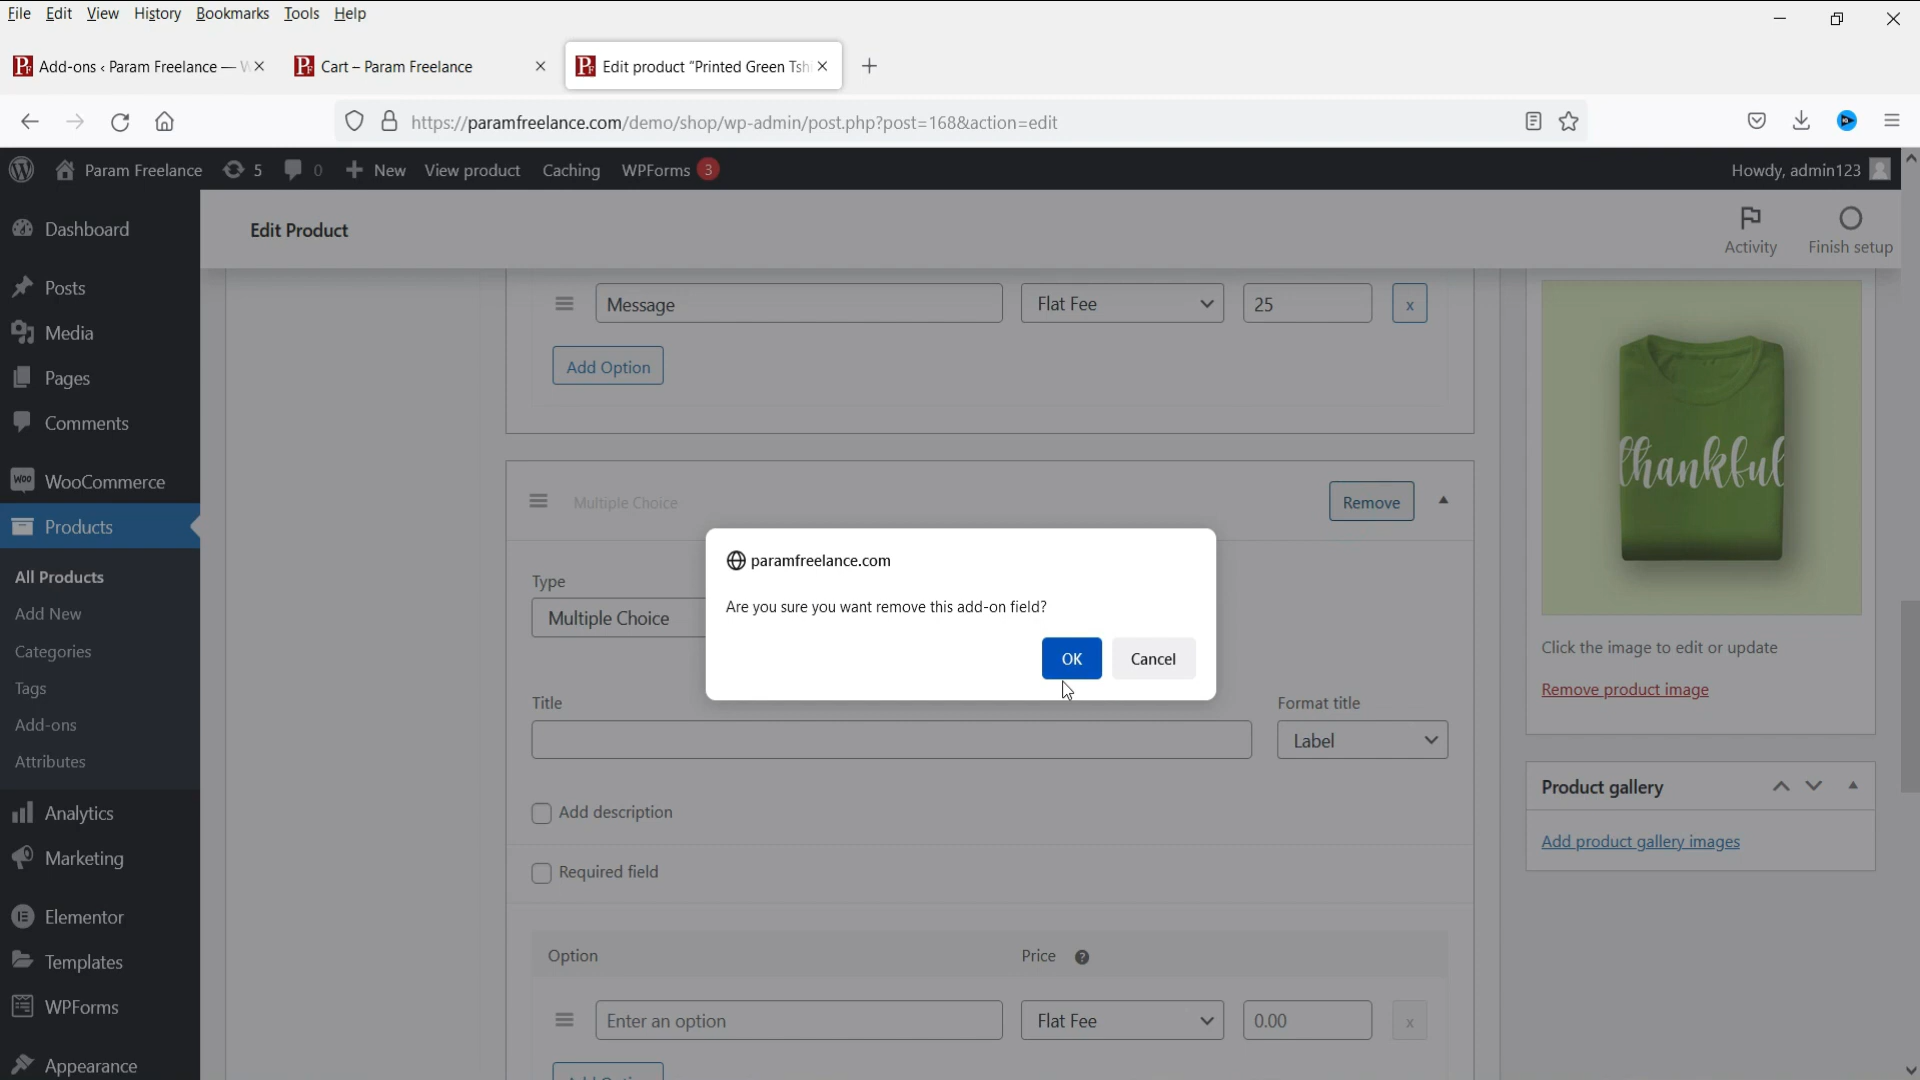 File Edit View History Bookmarks Tools Help
Add-ons ‹ Param Freelance — W
Cart – Param Freelance
Edit product “Printed Green Tsh
https://paramfreelance.com/demo/shop/wp-admin/post.php?post=168&action=edit
Param Freelance 5 0 New View product Caching WPForms 3 Howdy, admin123
Dashboard
Posts
Media
Pages
Comments
WooCommerce
Products
All Products
Add New
Categories
Tags
Add-ons
Attributes
Analytics
Marketing
Elementor
Templates
WPForms
Appearance
Edit Product
Activity
Finish setup
Message Flat Fee 25 x
Add Option
Multiple Choice Remove
Type
Multiple Choice
paramfreelance.com
Are you sure you want remove this add-on field?
OK Cancel
Title Format title
Label
Add description
Required field
Option Price ?
Enter an option Flat Fee 0.00 x
thankful
Click the image to edit or update
Remove product image
Product gallery
Add product gallery images